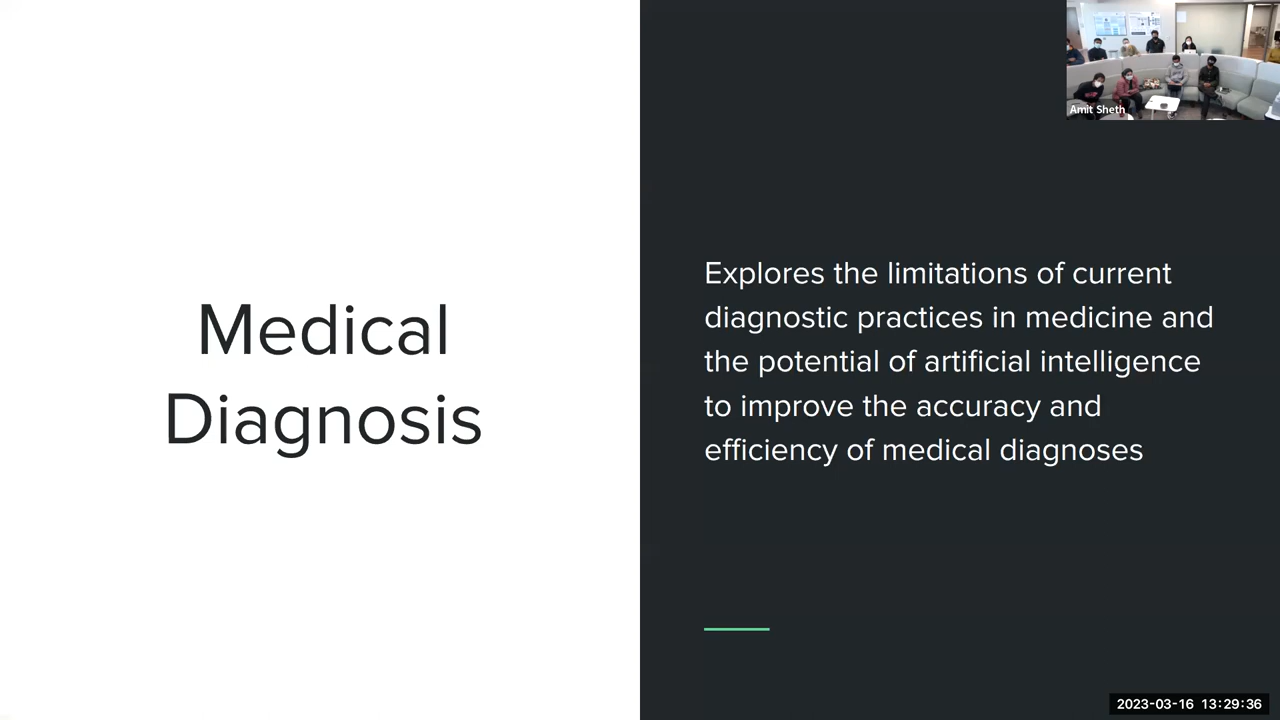 Medical
Diagnosis
Explores the limitations of current
diagnostic practices in medicine and
the potential of artificial intelligence
to improve the accuracy and
efficiency of medical diagnoses
Amit Sheth
2023-03-16 13:29:36